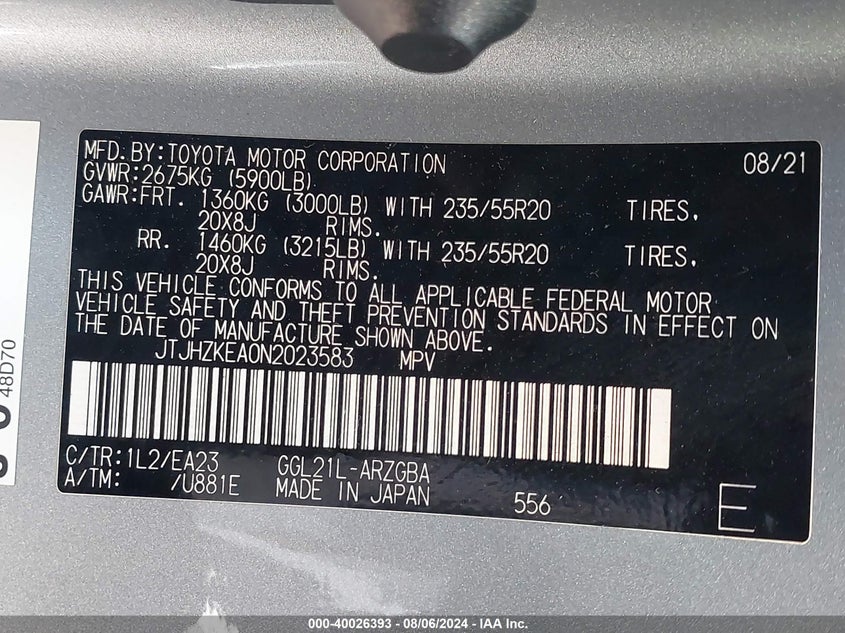 MFD.BY:TOYOTA MOTOR CORPORATION 08/21
GVWR:2675KG (5900LB)
GAWR:FRT. 1360KG (3000LB) WITH 235/55R20 TIRES,
20X8J RIMS.
RR. 1460KG (3215LB) WITH 235/55R20 TIRES,
20X8J RIMS.
THIS VEHICLE CONFORMS TO ALL APPLICABLE FEDERAL MOTOR
VEHICLE SAFETY AND THEFT PREVENTION STANDARDS IN EFFECT ON
THE DATE OF MANUFACTURE SHOWN ABOVE.
JTJHZKEA0N2023583 MPV
C/TR:1L2/EA23 GGL21L-ARZGBA
A/TM: /U881E MADE IN JAPAN 556 E
48D70
000-40026393 - 08/06/2024 - IAA Inc.